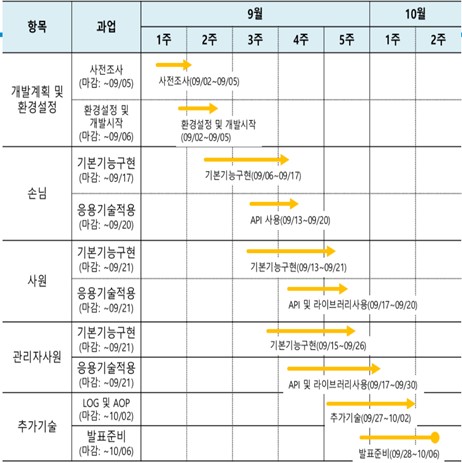 항목 과업 9월 10월
1주 2주 3주 4주 5주 1주 2주
개발계획 및
환경설정
사전조사
(마감: ~09/05)
사전조사(09/02~09/05)
환경설정 및
개발시작
(마감: ~09/06)
환경설정 및 개발시작
(09/02~09/05)
손님
기본기능구현
(마감: ~09/17)
기본기능구현(09/06~09/17)
응용기술적용
(마감: ~09/20)
API 사용(09/13~09/20)
사원
기본기능구현
(마감: ~09/21)
기본기능구현(09/13~09/21)
응용기술적용
(마감: ~09/21)
API 및 라이브러리사용(09/17~09/20)
관리자사원
기본기능구현
(마감: ~09/21)
기본기능구현(09/15~09/26)
응용기술적용
(마감: ~09/21)
API 및 라이브러리사용(09/17~09/30)
추가기술
LOG 및 AOP
(마감: ~10/02)
추가기술(09/27~10/02)
발표준비
(마감: ~10/06)
발표준비(09/28~10/06)